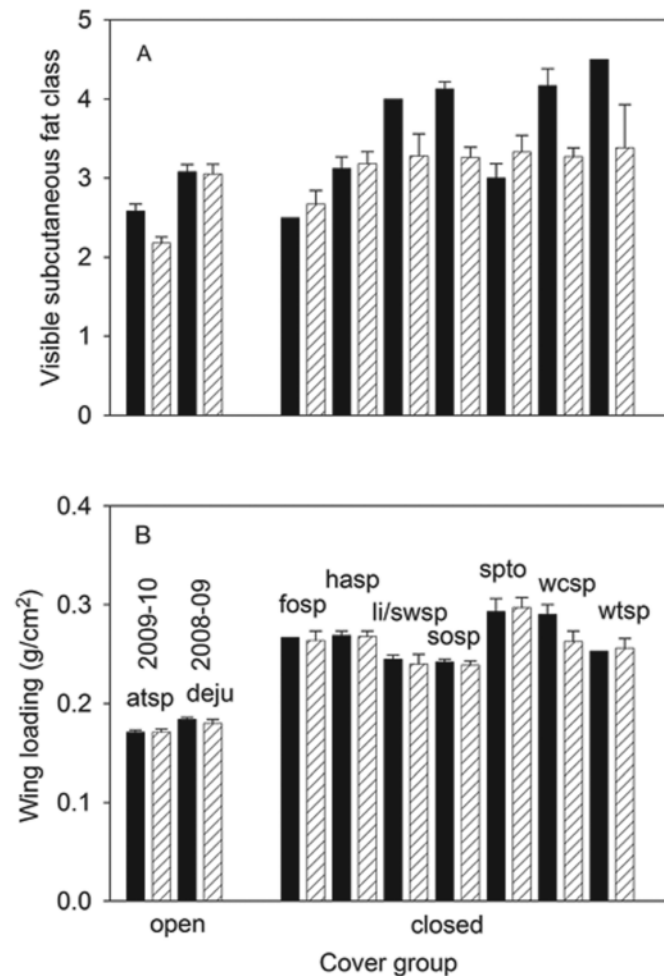 A
5
4
3
2
1
0
Visible subcutaneous fat class
B
0.4
0.3
0.2
0.1
0.0
Wing loading (g/cm²)
2009-10
2008-09
atsp
deju
fosp
hasp
li/swsp
sosp
spto
wcsp
wtsp
open
closed
Cover group